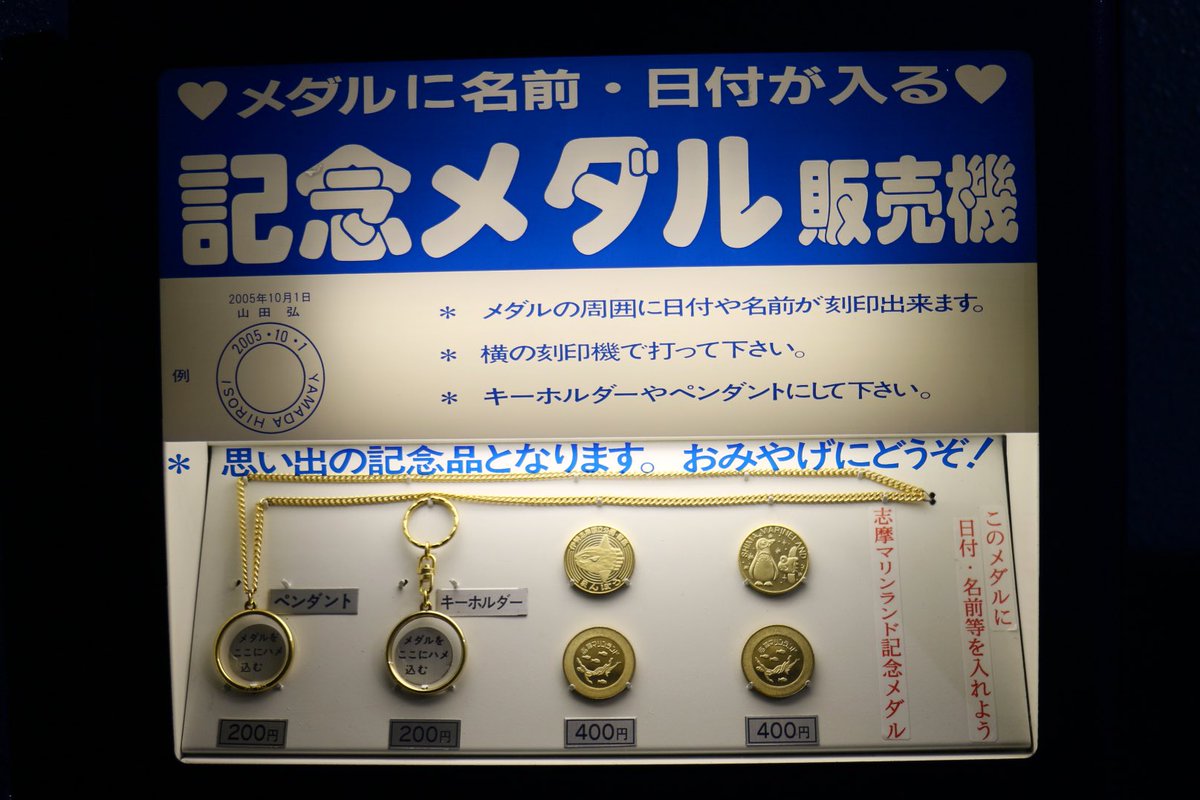 ♥メダルに名前・日付が入る♥
記念メダル販売機
2005年10月1日
山田 弘
例
2005・10・1
YAMADA HIROSI
＊ メダルの周囲に日付や名前が刻印出来ます。
＊ 横の刻印機で打って下さい。
＊ キーホルダーやペンダントにして下さい。
＊ 思い出の記念品となります。 おみやげにどうぞ！
ペンダント
メダルを
ここにハメ
込む
200円
キーホルダー
メダルを
ここにハメ
込む
200円
まんぼう
400円
SHIMA MARINELAND
400円
このメダルに
日付・名前等を入れよう
志摩マリンランド記念メダル